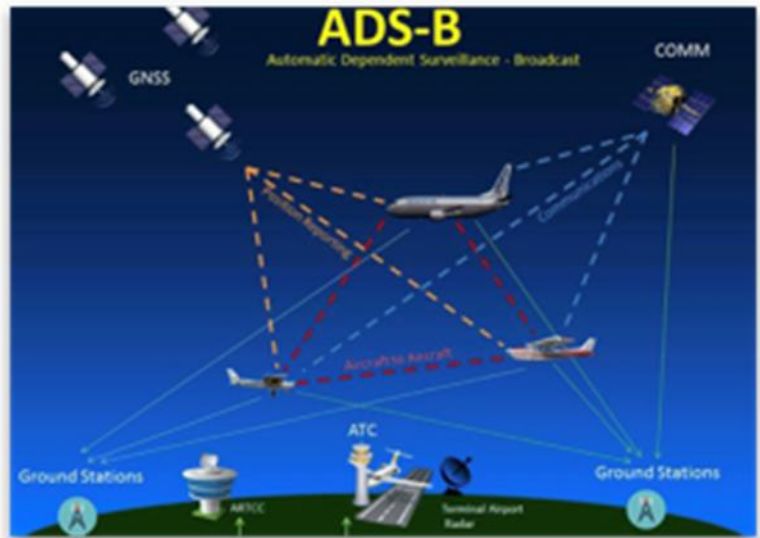 ADS-B
Automatic Dependent Surveillance - Broadcast
GNSS
COMM
Position Reporting
Communications
Aircraft to Aircraft
ATC
Ground Stations
Ground Stations
ARTCC
Terminal Airport
Radar